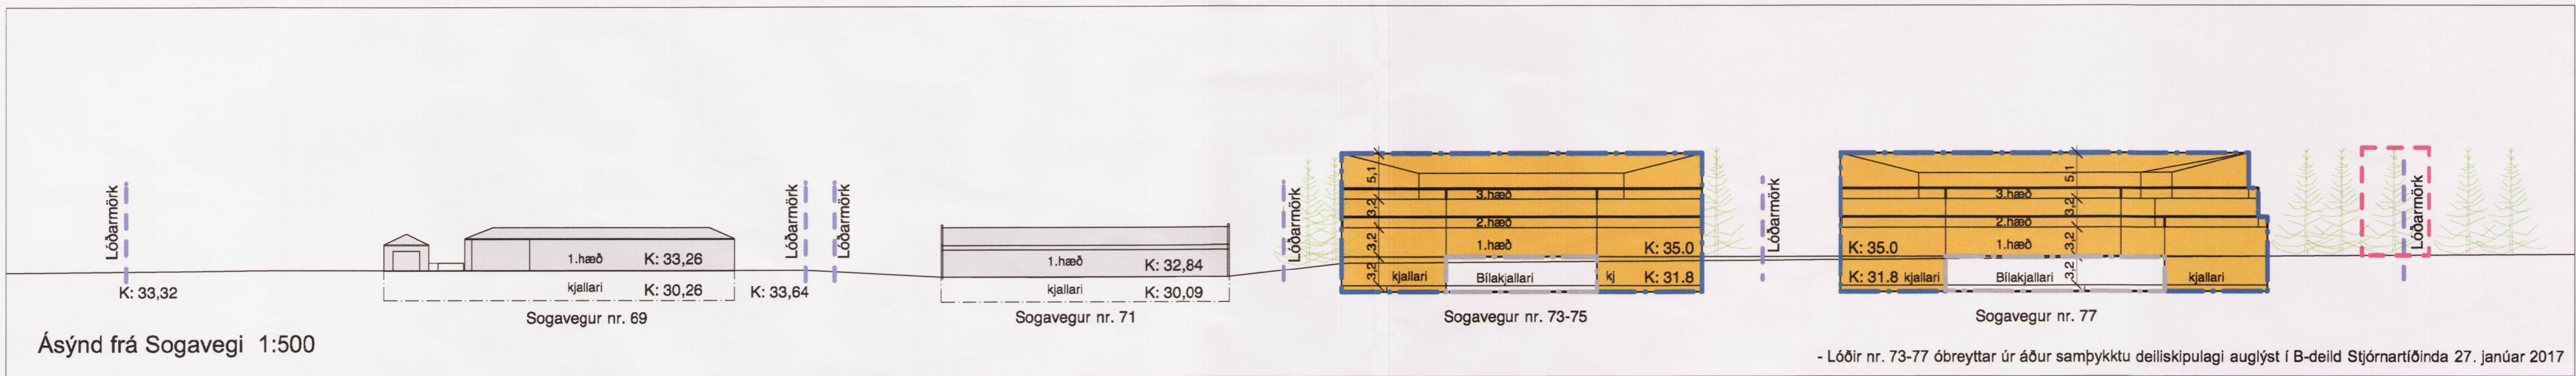 Lóðarmörk
K: 33,32
1.hæð K: 33,26
kjallari K: 30,26
Sogavegur nr. 69
K: 33,64
Lóðarmörk
Lóðarmörk
1.hæð K: 32,84
kjallari K: 30,09
Sogavegur nr. 71
Lóðarmörk
5,1
3,2
3,2
3,2
3.hæð
2.hæð
1.hæð K: 35.0
kjallari Bílakjallari kj K: 31.8
Sogavegur nr. 73-75
Lóðarmörk
5,1
3,2
3,2
3,2
3.hæð
2.hæð
K: 35.0 1.hæð
K: 31.8 kjallari Bílakjallari kjallari
Sogavegur nr. 77
Lóðarmörk
Ásýnd frá Sogavegi 1:500
- Lóðir nr. 73-77 óbreyttar úr áður samþykktu deiliskipulagi auglýst í B-deild Stjórnartíðinda 27. janúar 2017